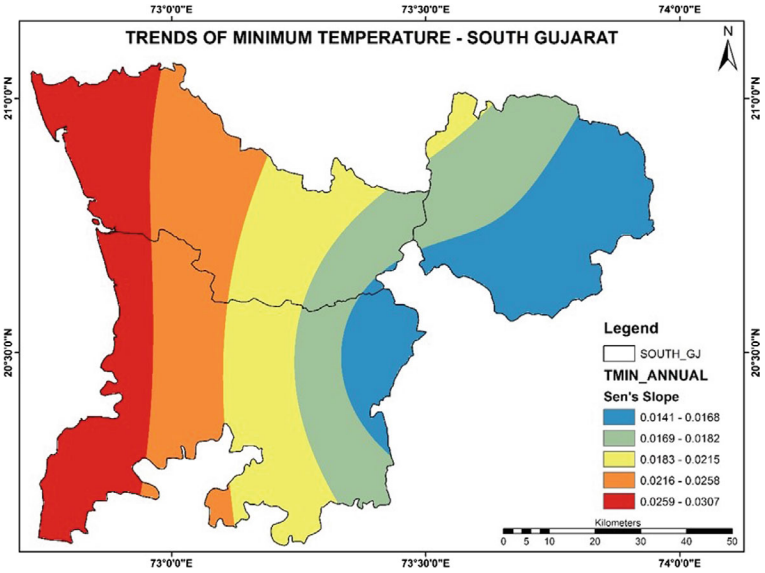 73°0'0"E 73°30'0"E 74°0'0"E
TRENDS OF MINIMUM TEMPERATURE - SOUTH GUJARAT
N
21°0'0"N 21°0'0"N
20°30'0"N 20°30'0"N
Legend
SOUTH_GJ
TMIN_ANNUAL
Sen's Slope
0.0141 - 0.0168
0.0169 - 0.0182
0.0183 - 0.0215
0.0216 - 0.0258
0.0259 - 0.0307
Kilometers
0 5 10 20 30 40 50
73°0'0"E 73°30'0"E 74°0'0"E